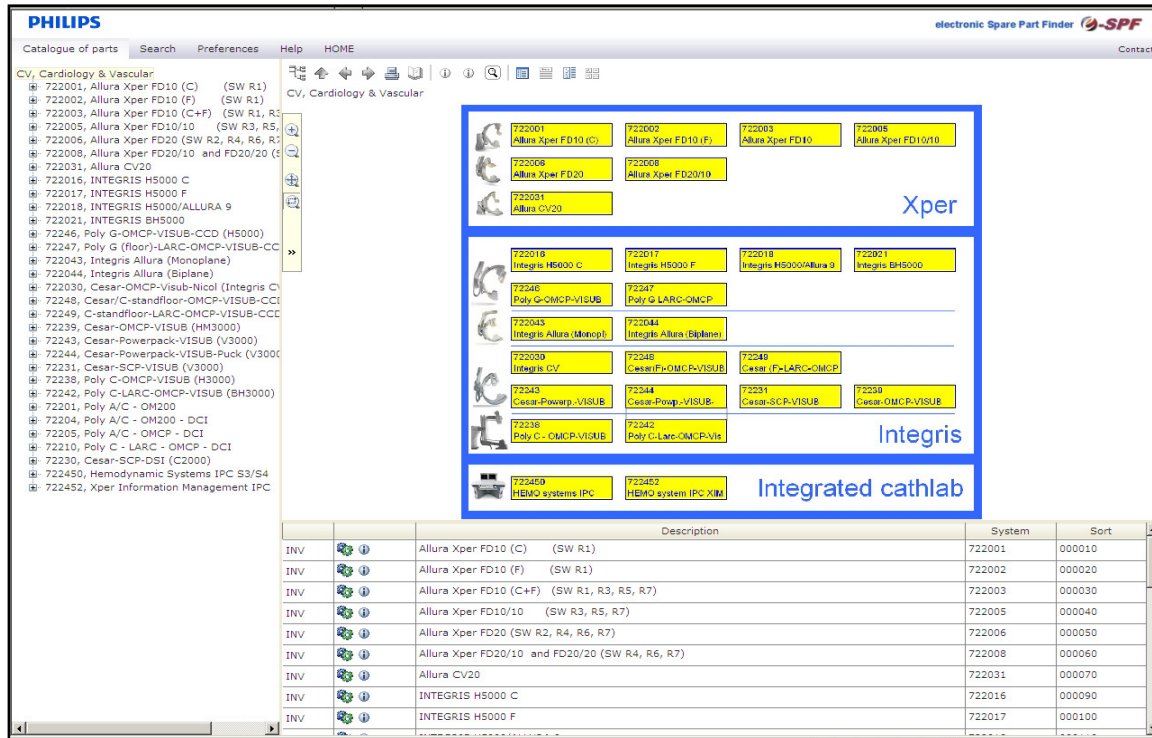 PHILIPS
electronic Spare Part Finder e-SPF
Catalogue of parts Search Preferences Help HOME Contact
CV, Cardiology & Vascular
722001, Allura Xper FD10 (C) (SW R1)
722002, Allura Xper FD10 (F) (SW R1)
722003, Allura Xper FD10 (C+F) (SW R1, R3
722005, Allura Xper FD10/10 (SW R3, R5,
722006, Allura Xper FD20 (SW R2, R4, R6, R7
722008, Allura Xper FD20/10 and FD20/20 (S
722031, Allura CV20
722016, INTEGRIS H5000 C
722017, INTEGRIS H5000 F
722018, INTEGRIS H5000/ALLURA 9
722021, INTEGRIS BH5000
72246, Poly G-OMCP-VISUB-CCD (H5000)
72247, Poly G (floor)-LARC-OMCP-VISUB-CC
722043, Integris Allura (Monoplane)
722044, Integris Allura (Biplane)
722030, Cesar-OMCP-Visub-Nicol (Integris CV
72248, Cesar/C-standfloor-OMCP-VISUB-CCI
72249, C-standfloor-LARC-OMCP-VISUB-CCD
72239, Cesar-OMCP-VISUB (HM3000)
72243, Cesar-Powerpack-VISUB (V3000)
72244, Cesar-Powerpack-VISUB-Puck (V3000
72231, Cesar-SCP-VISUB (V3000)
72238, Poly C-OMCP-VISUB (H3000)
72242, Poly C-LARC-OMCP-VISUB (BH3000)
72201, Poly A/C - OM200
72204, Poly A/C - OM200 - DCI
72205, Poly A/C - OMCP - DCI
72210, Poly C - LARC - OMCP - DCI
72230, Cesar-SCP-DSI (C2000)
722450, Hemodynamic Systems IPC S3/S4
722452, Xper Information Management IPC
CV, Cardiology & Vascular
722001 722002 722003 722005
Allura Xper FD10 (C) Allura Xper FD10 (F) Allura Xper FD10 Allura Xper FD10/10
722006 722008
Allura Xper FD20 Allura Xper FD20/10
722031
Allura CV20
Xper
722016 722017 722018 722021
Integris H5000 C Integris H5000 F Integris H5000/Allura 9 Integris BH5000
72246 72247
Poly G-OMCP-VISUB Poly G LARC-OMCP
722043 722044
Integris Allura (Monopl) Integris Allura (Biplane)
722030 72248 72249
Integris CV Cesar(F)-OMCP-VISUB Cesar (F)-LARC-OMCP
72243 72244 72231 72239
Cesar-Powerp.-VISUB Cesar-Powp.-VISUB- Cesar-SCP-VISUB Cesar-OMCP-VISUB
72238 72242
Poly C - OMCP-VISUB Poly C-Larc-OMCP-Vis
Integris
722450 722452
HEMO systems IPC HEMO system IPC XIM
Integrated cathlab
Description System Sort
INV Allura Xper FD10 (C) (SW R1) 722001 000010
INV Allura Xper FD10 (F) (SW R1) 722002 000020
INV Allura Xper FD10 (C+F) (SW R1, R3, R5, R7) 722003 000030
INV Allura Xper FD10/10 (SW R3, R5, R7) 722005 000040
INV Allura Xper FD20 (SW R2, R4, R6, R7) 722006 000050
INV Allura Xper FD20/10 and FD20/20 (SW R4, R6, R7) 722008 000060
INV Allura CV20 722031 000070
INV INTEGRIS H5000 C 722016 000090
INV INTEGRIS H5000 F 722017 000100